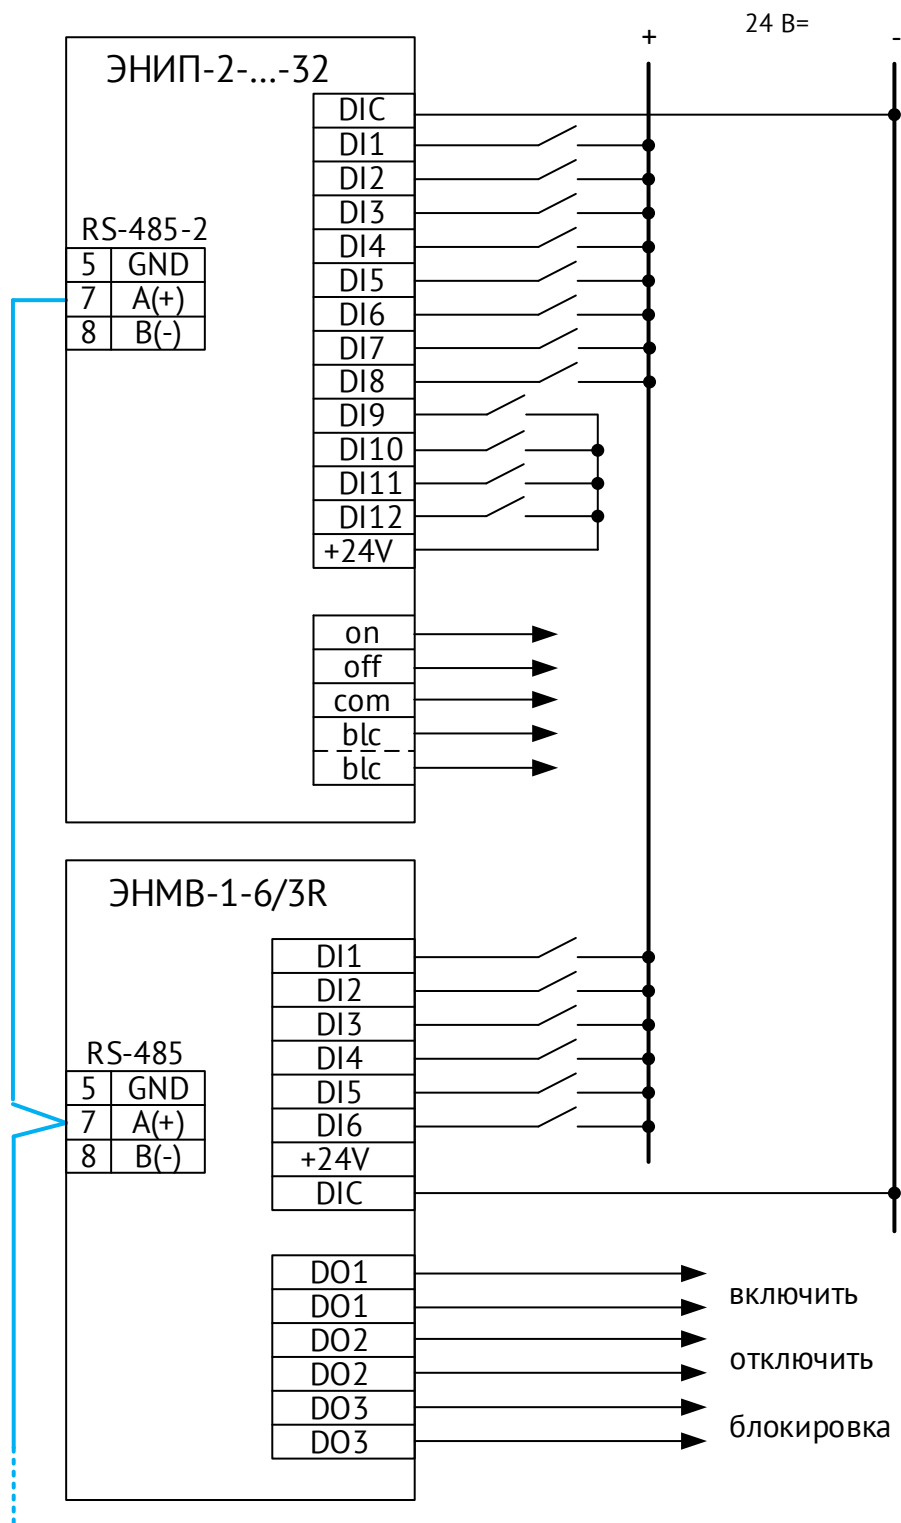 24 В=
+ -
ЭНИП-2-...-32
DIC
DI1
DI2
DI3
DI4
DI5
DI6
DI7
DI8
DI9
DI10
DI11
DI12
+24V
RS-485-2
5 GND
7 A(+)
8 B(-)
on
off
com
blc
blc
ЭНМВ-1-6/3R
DI1
DI2
DI3
DI4
DI5
DI6
+24V
DIC
RS-485
5 GND
7 A(+)
8 B(-)
DO1
DO1
DO2
DO2
DO3
DO3
включить
отключить
блокировка